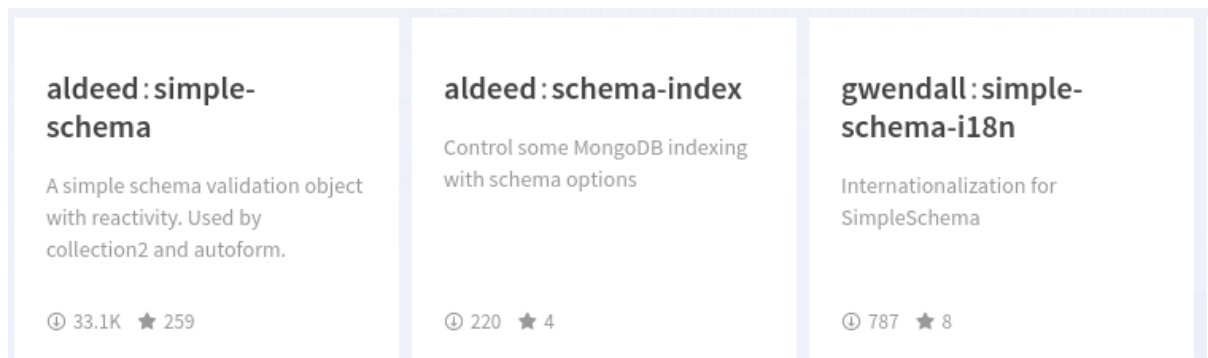 aldeed:simple-
schema
A simple schema validation object
with reactivity. Used by
collection2 and autoform.
33.1K 259
aldeed:schema-index
Control some MongoDB indexing
with schema options
220 4
gwendall:simple-
schema-i18n
Internationalization for
SimpleSchema
787 8